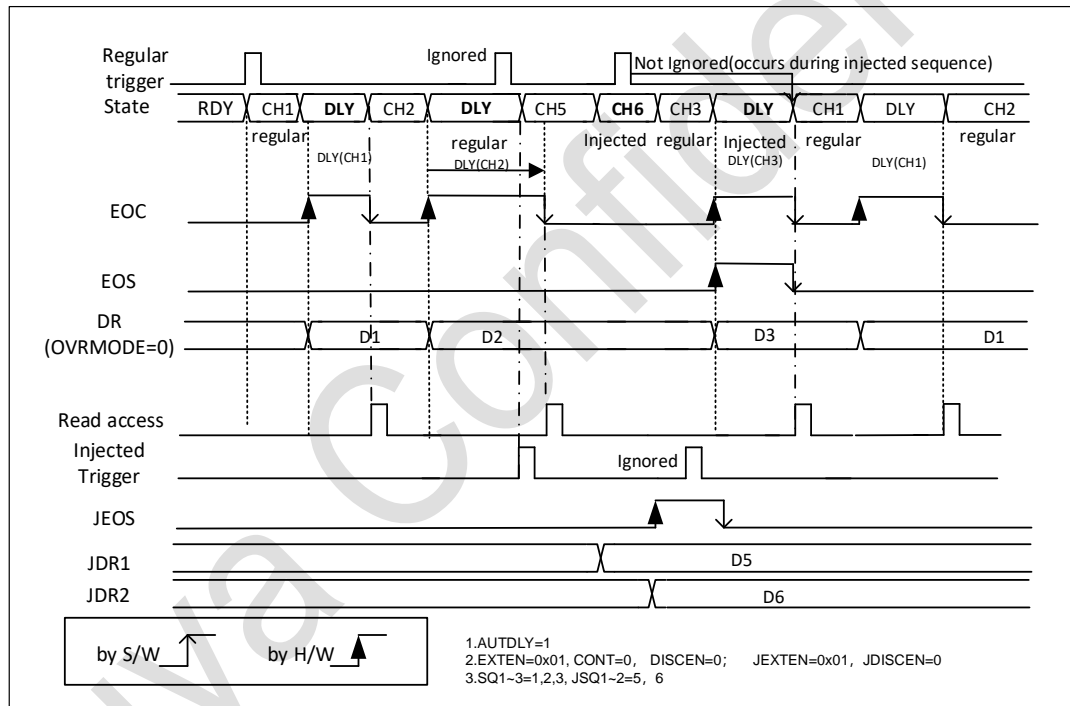 Regular trigger
Ignored
Not Ignored(occurs during injected sequence)
State
RDY CH1 DLY CH2 DLY CH5 CH6 CH3 DLY CH1 DLY CH2
regular regular Injected regular Injected regular regular
DLY(CH1) DLY(CH2) DLY(CH3) DLY(CH1)
EOC
EOS
DR
(OVRMODE=0)
D1 D2 D3 D1
Read access
Injected
Trigger
Ignored
JEOS
JDR1
D5
JDR2
D6
by S/W by H/W
1.AUTDLY=1
2.EXTEN=0x01, CONT=0, DISCEN=0; JEXTEN=0x01, JDISCEN=0
3.SQ1~3=1,2,3, JSQ1~2=5, 6